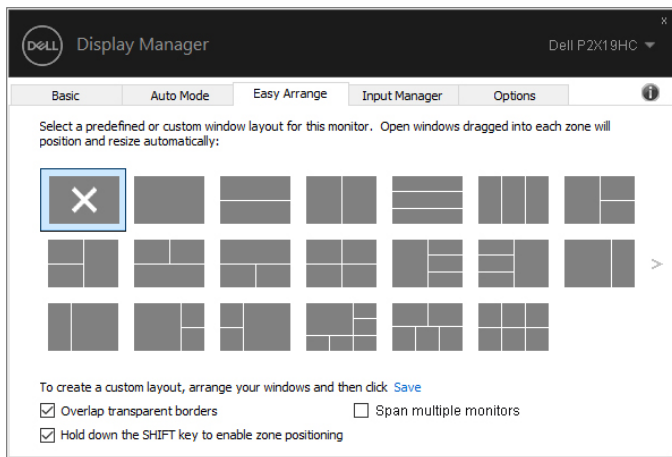 x
DELL Display Manager Dell P2X19HC
Basic Auto Mode Easy Arrange Input Manager Options i
Select a predefined or custom window layout for this monitor. Open windows dragged into each zone will
position and resize automatically:
>
To create a custom layout, arrange your windows and then click Save
Overlap transparent borders Span multiple monitors
Hold down the SHIFT key to enable zone positioning